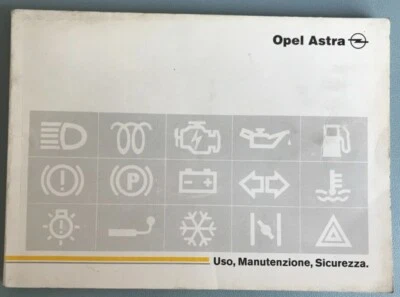 Opel Astra
P
Uso, Manutenzione, Sicurezza.